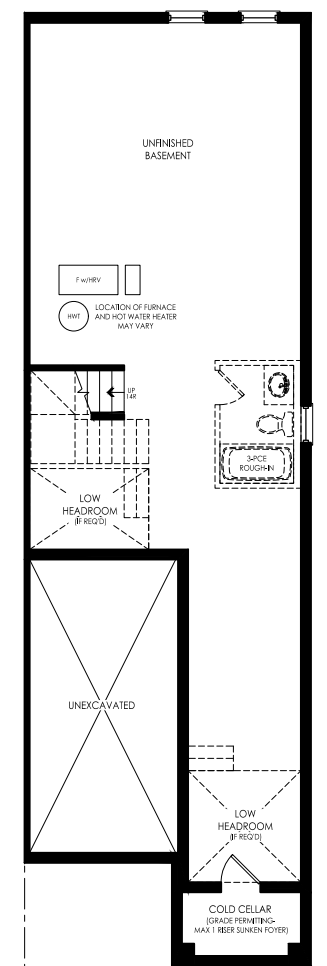 UNFINISHED
BASEMENT
F w/HRV
HWT
LOCATION OF FURNACE
AND HOT WATER HEATER
MAY VARY
UP
14R
3-PCE
ROUGH-IN
LOW
HEADROOM
(IF REQ'D)
UNEXCAVATED
LOW
HEADROOM
(IF REQ'D)
COLD CELLAR
(GRADE PERMITTING-
MAX 1 RISER SUNKEN FOYER)